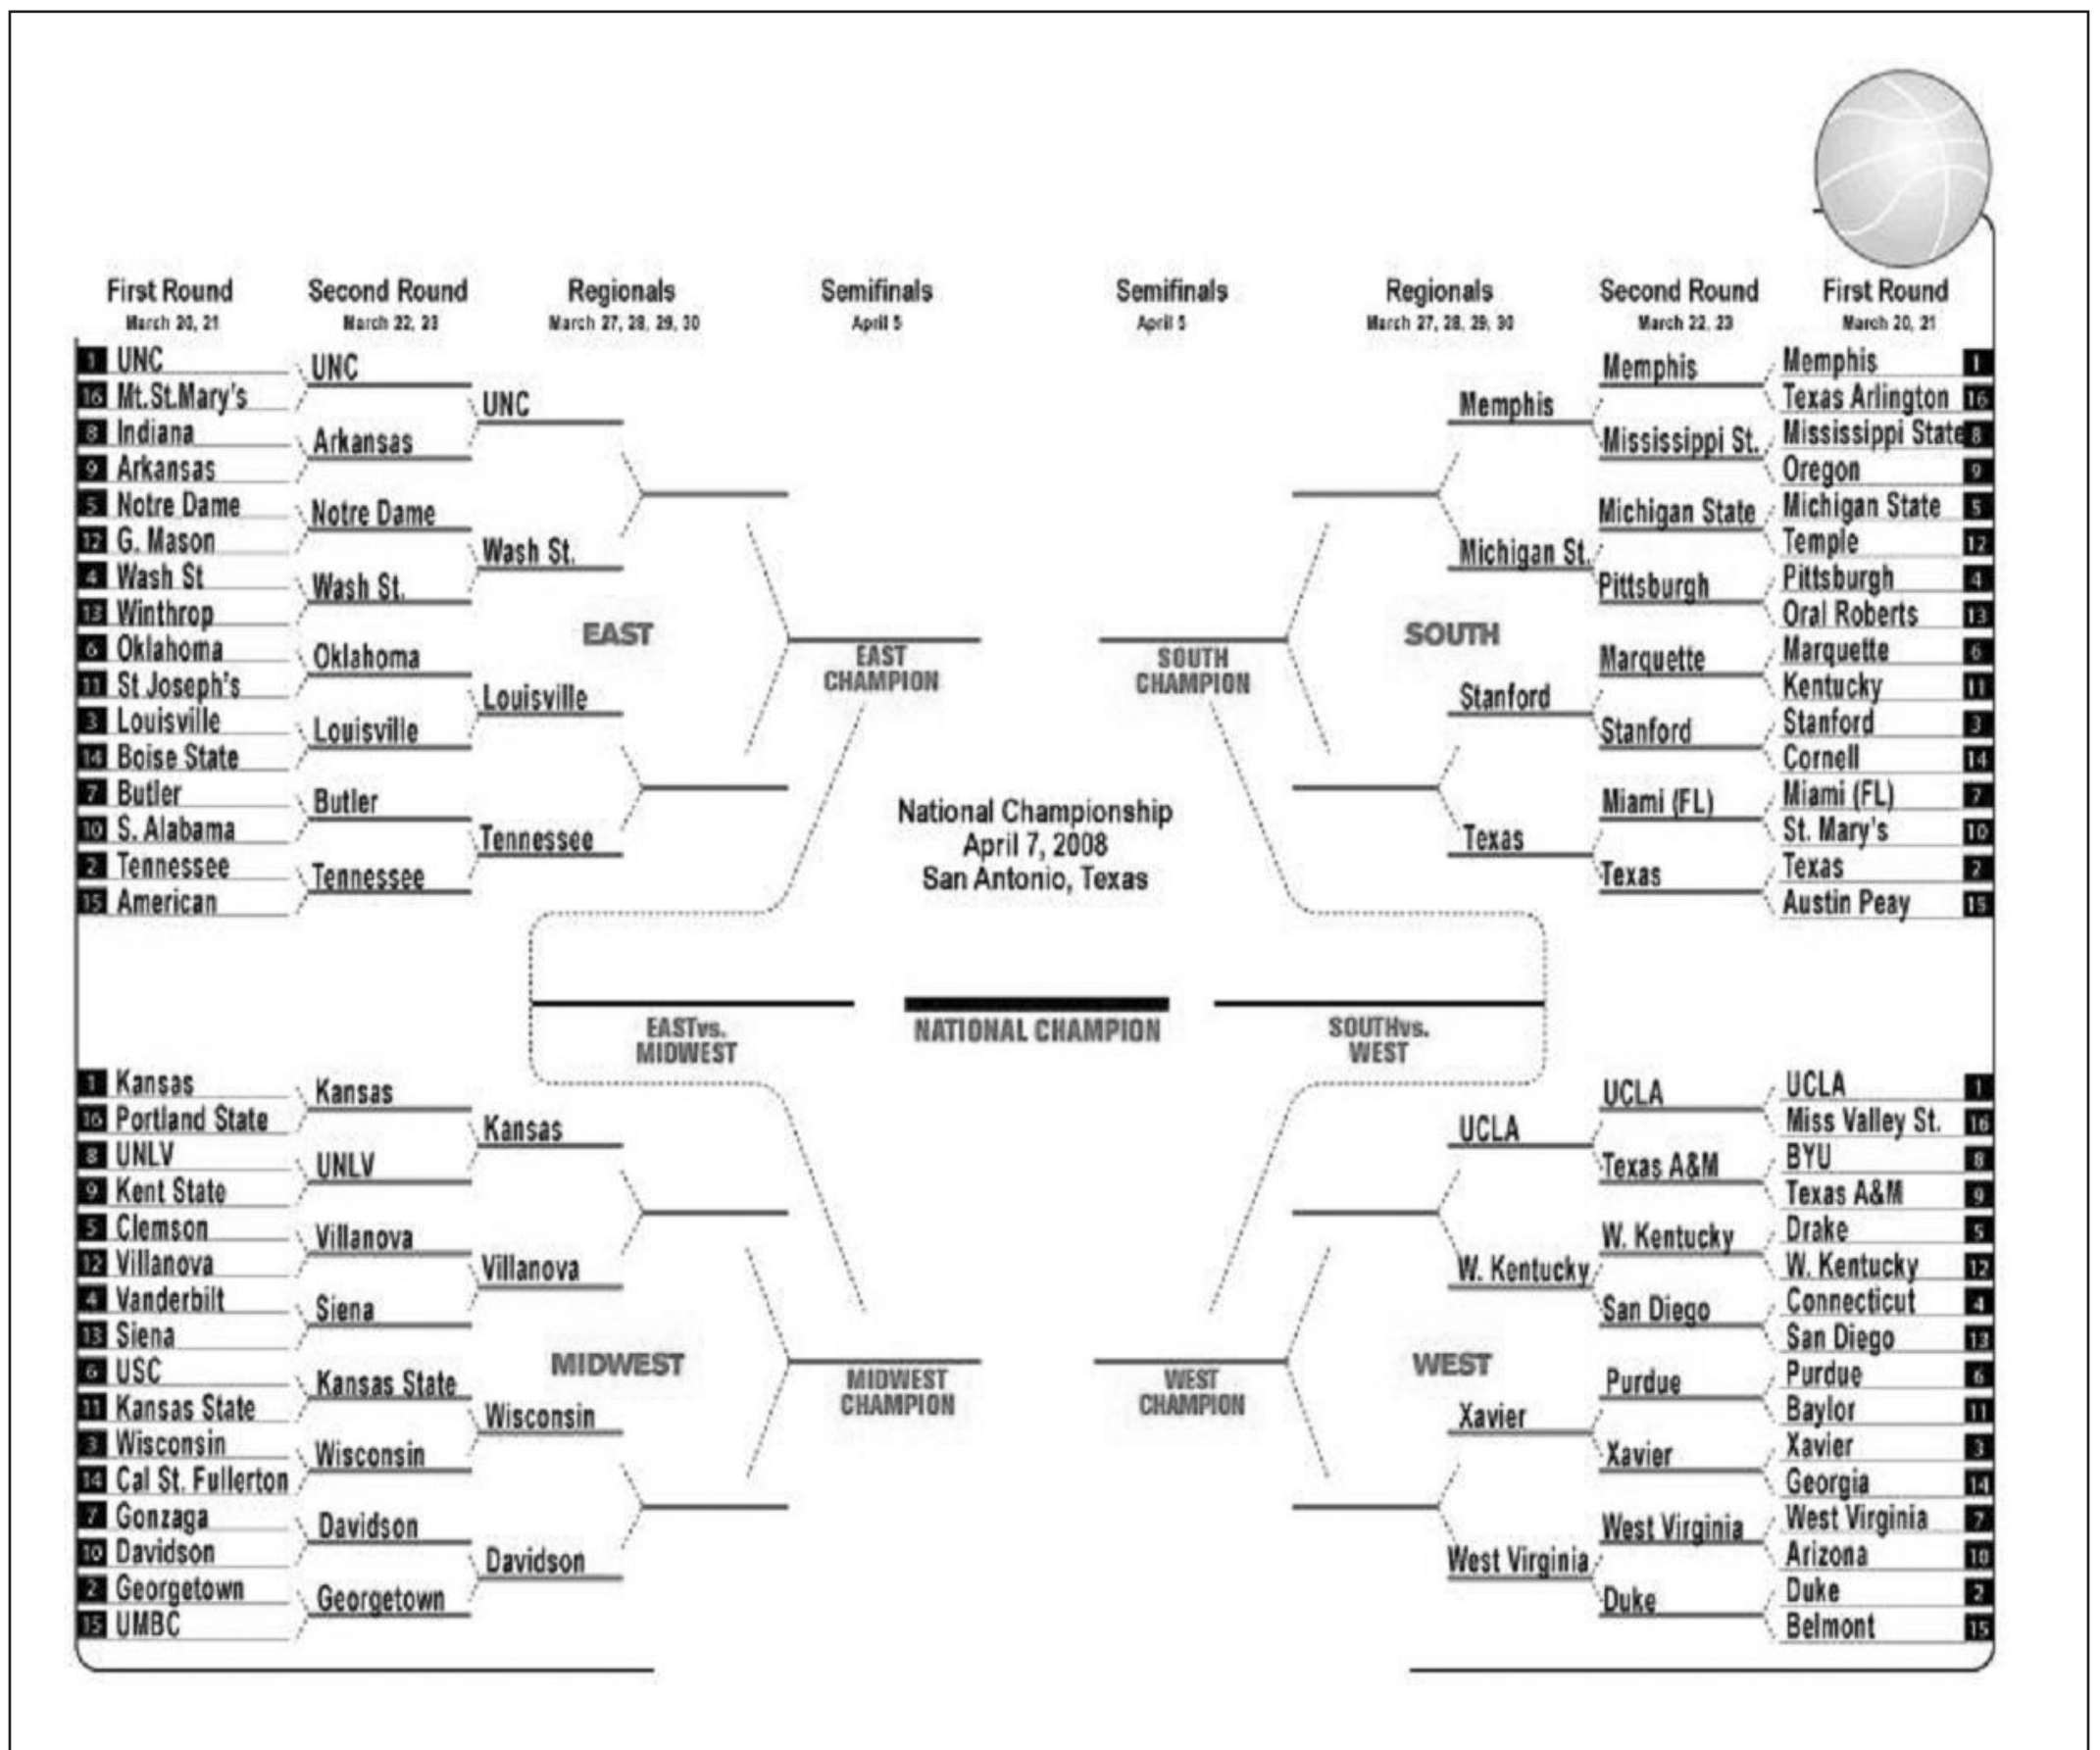 First Round
March 20, 21
Second Round
March 22, 23
Regionals
March 27, 28, 29, 30
Semifinals
April 5
Semifinals
April 5
Regionals
March 27, 28, 29, 30
Second Round
March 22, 23
First Round
March 20, 21
1 UNC
16 Mt.St.Mary's
8 Indiana
9 Arkansas
5 Notre Dame
12 G. Mason
4 Wash St
13 Winthrop
6 Oklahoma
11 St Joseph's
3 Louisville
14 Boise State
7 Butler
10 S. Alabama
2 Tennessee
15 American
UNC
Arkansas
Notre Dame
Wash St.
Oklahoma
Louisville
Butler
Tennessee
UNC
Wash St.
Louisville
Tennessee
EAST
EAST
CHAMPION
SOUTH
CHAMPION
SOUTH
Memphis
Michigan St.
Stanford
Texas
Memphis
Mississippi St.
Michigan State
Pittsburgh
Marquette
Stanford
Miami (FL)
Texas
Memphis 1
Texas Arlington 16
Mississippi State 8
Oregon 9
Michigan State 5
Temple 12
Pittsburgh 4
Oral Roberts 13
Marquette 6
Kentucky 11
Stanford 3
Cornell 14
Miami (FL) 7
St. Mary's 10
Texas 2
Austin Peay 15
National Championship
April 7, 2008
San Antonio, Texas
EASTvs.
MIDWEST
NATIONAL CHAMPION
SOUTHvs.
WEST
1 Kansas
16 Portland State
8 UNLV
9 Kent State
5 Clemson
12 Villanova
4 Vanderbilt
13 Siena
6 USC
11 Kansas State
3 Wisconsin
14 Cal St. Fullerton
7 Gonzaga
10 Davidson
2 Georgetown
15 UMBC
Kansas
UNLV
Villanova
Siena
Kansas State
Wisconsin
Davidson
Georgetown
Kansas
Villanova
Wisconsin
Davidson
MIDWEST
MIDWEST
CHAMPION
WEST
CHAMPION
WEST
UCLA
W. Kentucky
Xavier
West Virginia
UCLA
Texas A&M
W. Kentucky
San Diego
Purdue
Xavier
West Virginia
Duke
UCLA 1
Miss Valley St. 16
BYU 8
Texas A&M 9
Drake 5
W. Kentucky 12
Connecticut 4
San Diego 13
Purdue 6
Baylor 11
Xavier 3
Georgia 14
West Virginia 7
Arizona 10
Duke 2
Belmont 15